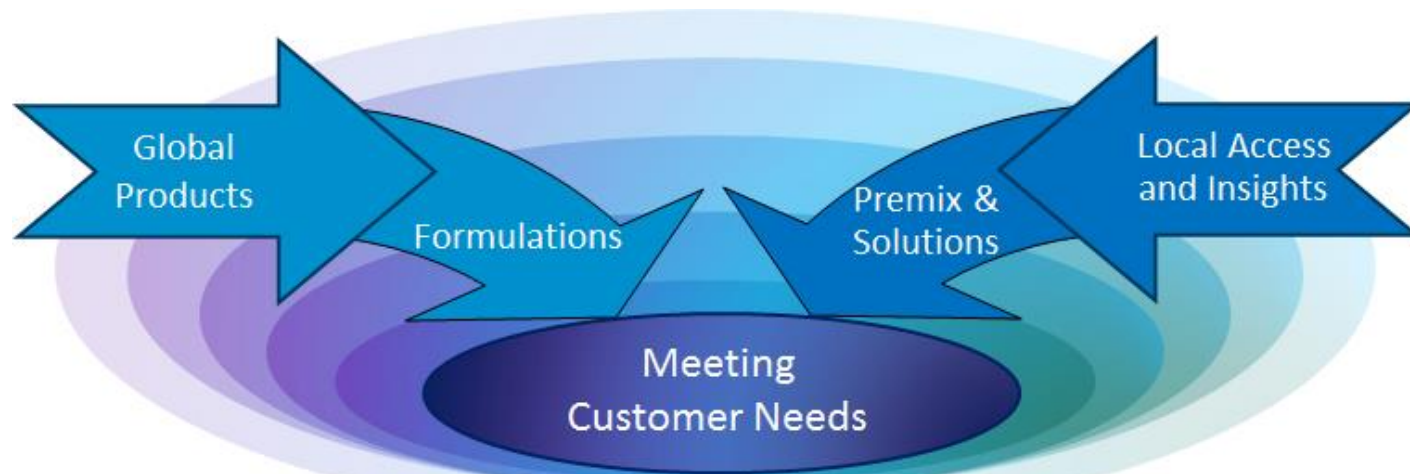 Global
Products
Formulations
Premix &
Solutions
Local Access
and Insights
Meeting
Customer Needs